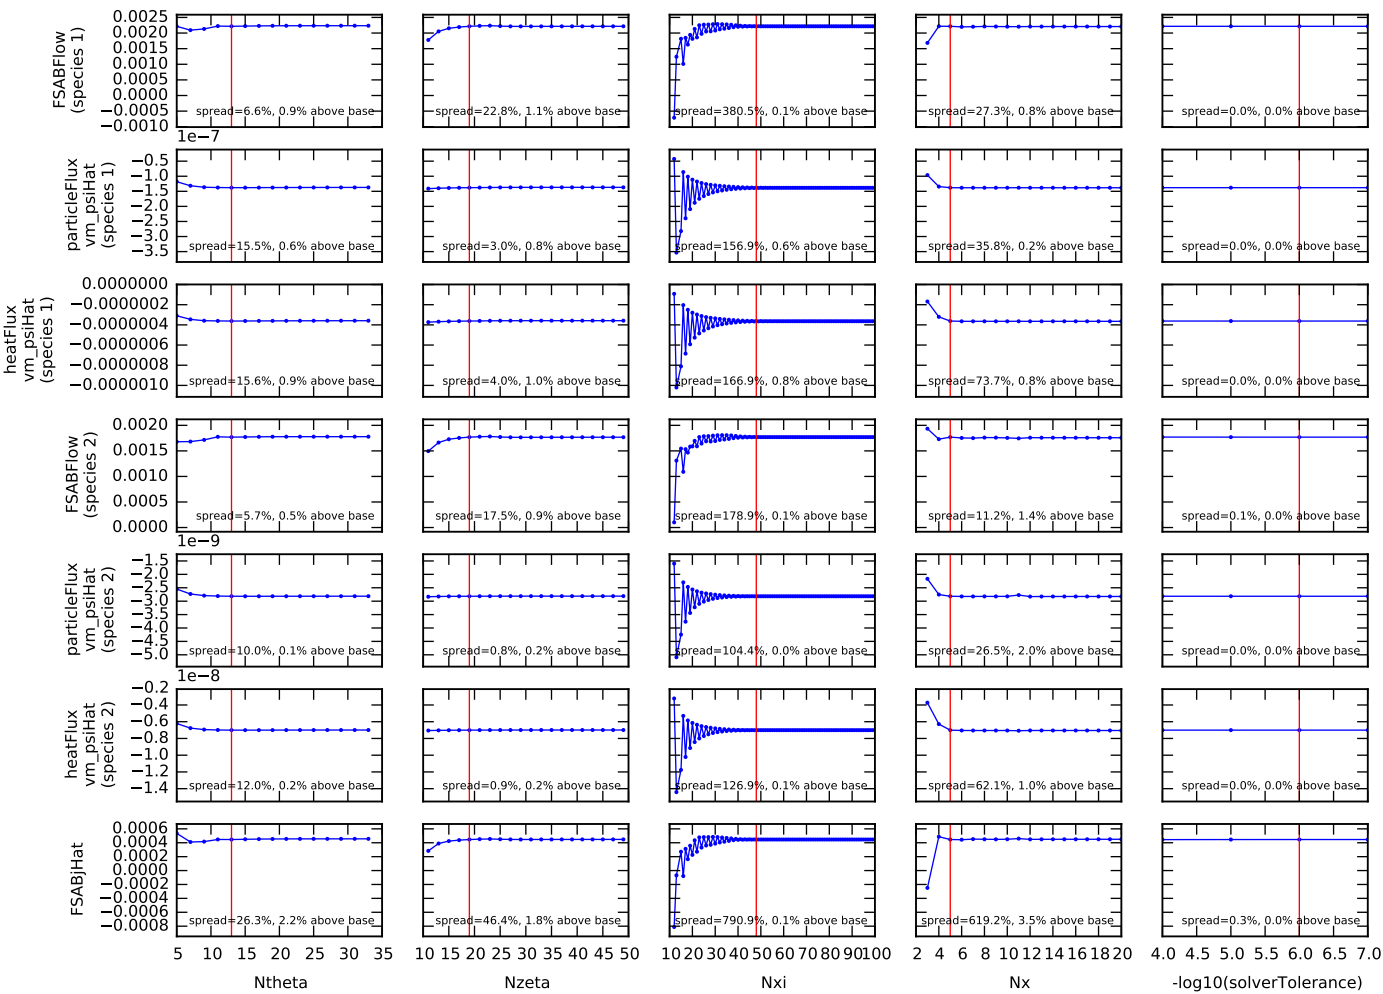 FSABFlow
(species 1)
0.0025
0.0020
0.0015
0.0010
0.0005
0.0000
−0.0005
−0.0010
spread=6.6%, 0.9% above base
spread=22.8%, 1.1% above base
spread=380.5%, 0.1% above base
spread=27.3%, 0.8% above base
spread=0.0%, 0.0% above base
1e−7
particleFlux
vm_psiHat
(species 1)
−0.5
−1.0
−1.5
−2.0
−2.5
−3.0
−3.5
spread=15.5%, 0.6% above base
spread=3.0%, 0.8% above base
spread=156.9%, 0.6% above base
spread=35.8%, 0.2% above base
spread=0.0%, 0.0% above base
heatFlux
vm_psiHat
(species 1)
0.0000000
−0.0000002
−0.0000004
−0.0000006
−0.0000008
−0.0000010
spread=15.6%, 0.9% above base
spread=4.0%, 1.0% above base
spread=166.9%, 0.8% above base
spread=73.7%, 0.8% above base
spread=0.0%, 0.0% above base
FSABFlow
(species 2)
0.0020
0.0015
0.0010
0.0005
0.0000
spread=5.7%, 0.5% above base
spread=17.5%, 0.9% above base
spread=178.9%, 0.1% above base
spread=11.2%, 1.4% above base
spread=0.1%, 0.0% above base
1e−9
particleFlux
vm_psiHat
(species 2)
−1.5
−2.0
−2.5
−3.0
−3.5
−4.0
−4.5
−5.0
spread=10.0%, 0.1% above base
spread=0.8%, 0.2% above base
spread=104.4%, 0.0% above base
spread=26.5%, 2.0% above base
spread=0.0%, 0.0% above base
1e−8
heatFlux
vm_psiHat
(species 2)
−0.2
−0.4
−0.6
−0.8
−1.0
−1.2
−1.4
spread=12.0%, 0.2% above base
spread=0.9%, 0.2% above base
spread=126.9%, 0.1% above base
spread=62.1%, 1.0% above base
spread=0.0%, 0.0% above base
FSABjHat
0.0006
0.0004
0.0002
0.0000
−0.0002
−0.0004
−0.0006
−0.0008
spread=26.3%, 2.2% above base
spread=46.4%, 1.8% above base
spread=790.9%, 0.1% above base
spread=619.2%, 3.5% above base
spread=0.3%, 0.0% above base
5 10 15 20 25 30 35
10 15 20 25 30 35 40 45 50
10 20 30 40 50 60 70 80 90 100
2 4 6 8 10 12 14 16 18 20
4.0 4.5 5.0 5.5 6.0 6.5 7.0
Ntheta
Nzeta
Nxi
Nx
-log10(solverTolerance)